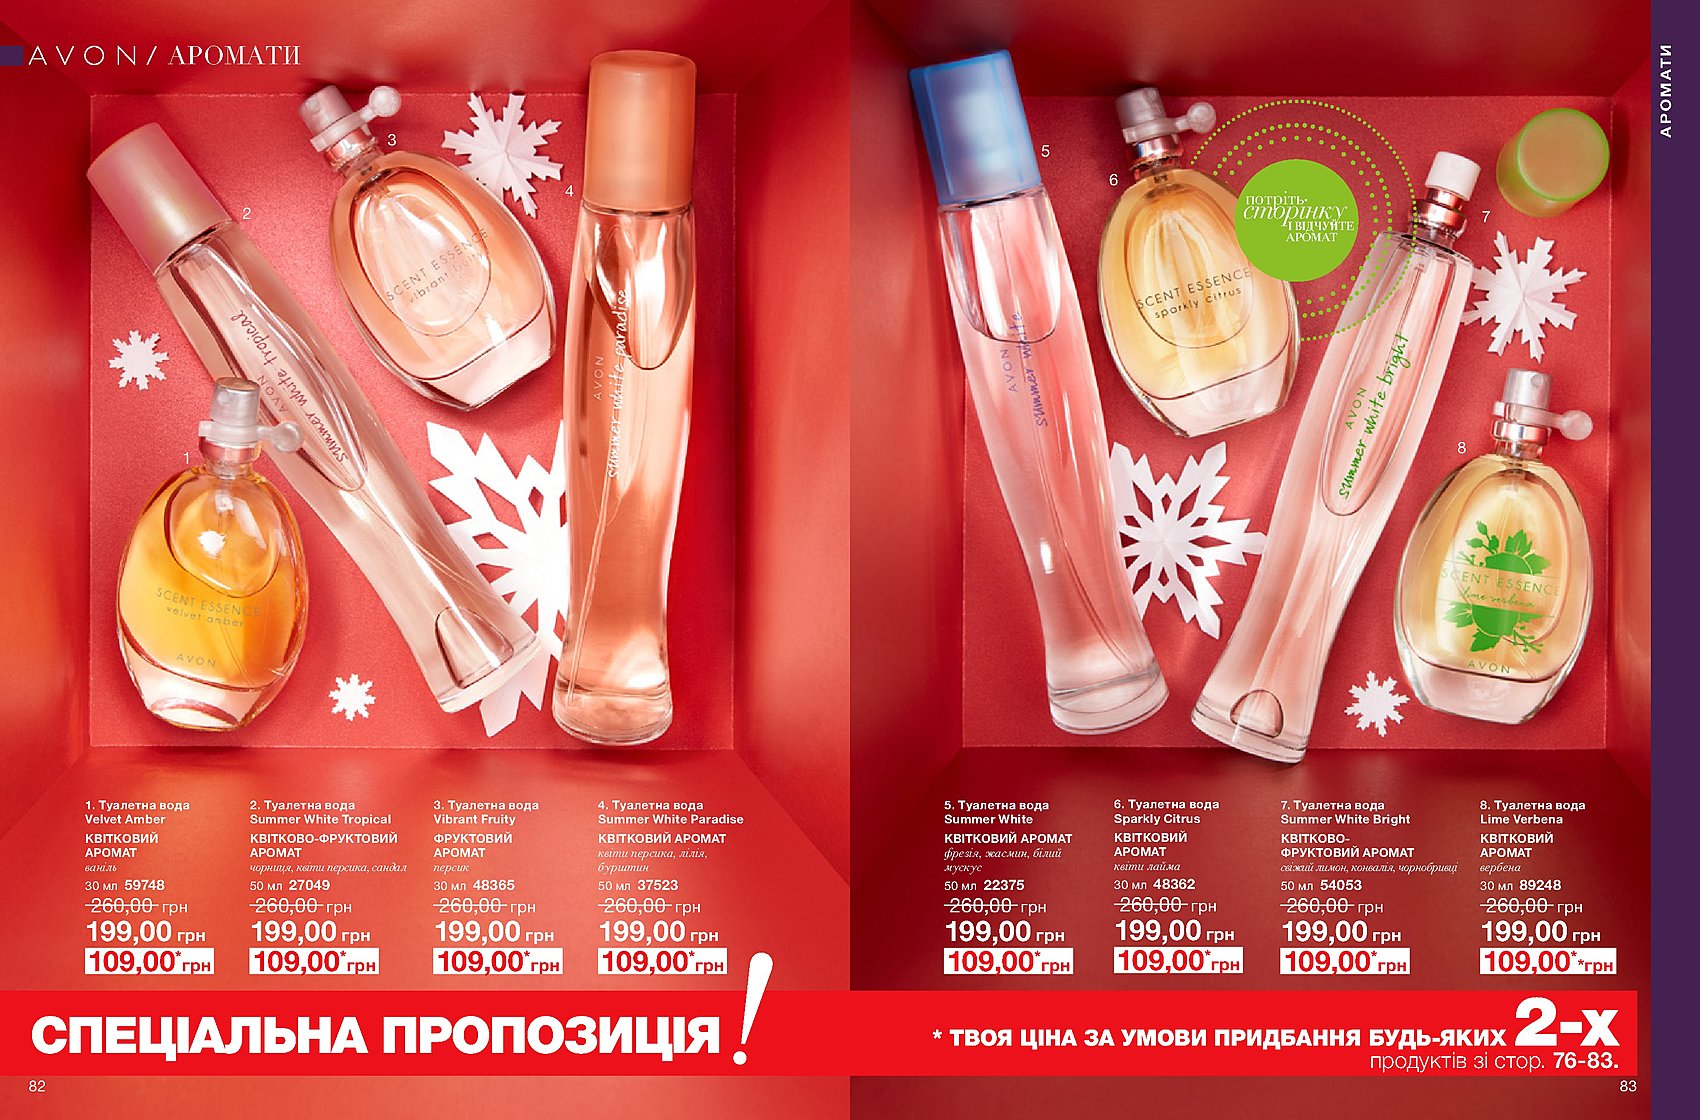 AVON / АРОМАТИ
АРОМАТИ
2
3
4
1
SCENT ESSENCE
vibrant fruity
AVON
summer white tropical
AVON
summer white paradise
SCENT ESSENCE
velvet amber
AVON
5
6
7
8
ПОТРІТЬ
СТОРІНКУ
І ВІДЧУЙТЕ
АРОМАТ
SCENT ESSENCE
sparkly citrus
AVON
summer white
AVON
summer white bright
SCENT ESSENCE
lime verbena
AVON
1. Туалетна вода
Velvet Amber
КВІТКОВИЙ
АРОМАТ
ваніль
30 мл 59748
260,00 грн
199,00 грн
109,00*грн
2. Туалетна вода
Summer White Tropical
КВІТКОВО-ФРУКТОВИЙ
АРОМАТ
чорниця, квіти персика, сандал
50 мл 27049
260,00 грн
199,00 грн
109,00*грн
3. Туалетна вода
Vibrant Fruity
ФРУКТОВИЙ
АРОМАТ
персик
30 мл 48365
260,00 грн
199,00 грн
109,00*грн
4. Туалетна вода
Summer White Paradise
КВІТКОВИЙ АРОМАТ
квіти персика, лілія,
бурштин
50 мл 37523
260,00 грн
199,00 грн
109,00*грн
5. Туалетна вода
Summer White
КВІТКОВИЙ АРОМАТ
фрезія, жасмин, білий
мускус
50 мл 22375
260,00 грн
199,00 грн
109,00*грн
6. Туалетна вода
Sparkly Citrus
КВІТКОВИЙ
АРОМАТ
квіти лайма
30 мл 48362
260,00 грн
199,00 грн
109,00*грн
7. Туалетна вода
Summer White Bright
КВІТКОВО-
ФРУКТОВИЙ АРОМАТ
свіжий лимон, конвалія, чорнобривці
50 мл 54053
260,00 грн
199,00 грн
109,00*грн
8. Туалетна вода
Lime Verbena
КВІТКОВИЙ
АРОМАТ
вербена
30 мл 89248
260,00 грн
199,00 грн
109,00**грн
СПЕЦІАЛЬНА ПРОПОЗИЦІЯ!
* ТВОЯ ЦІНА ЗА УМОВИ ПРИДБАННЯ БУДЬ-ЯКИХ 2-х
продуктів зі стор. 76-83.
82
83